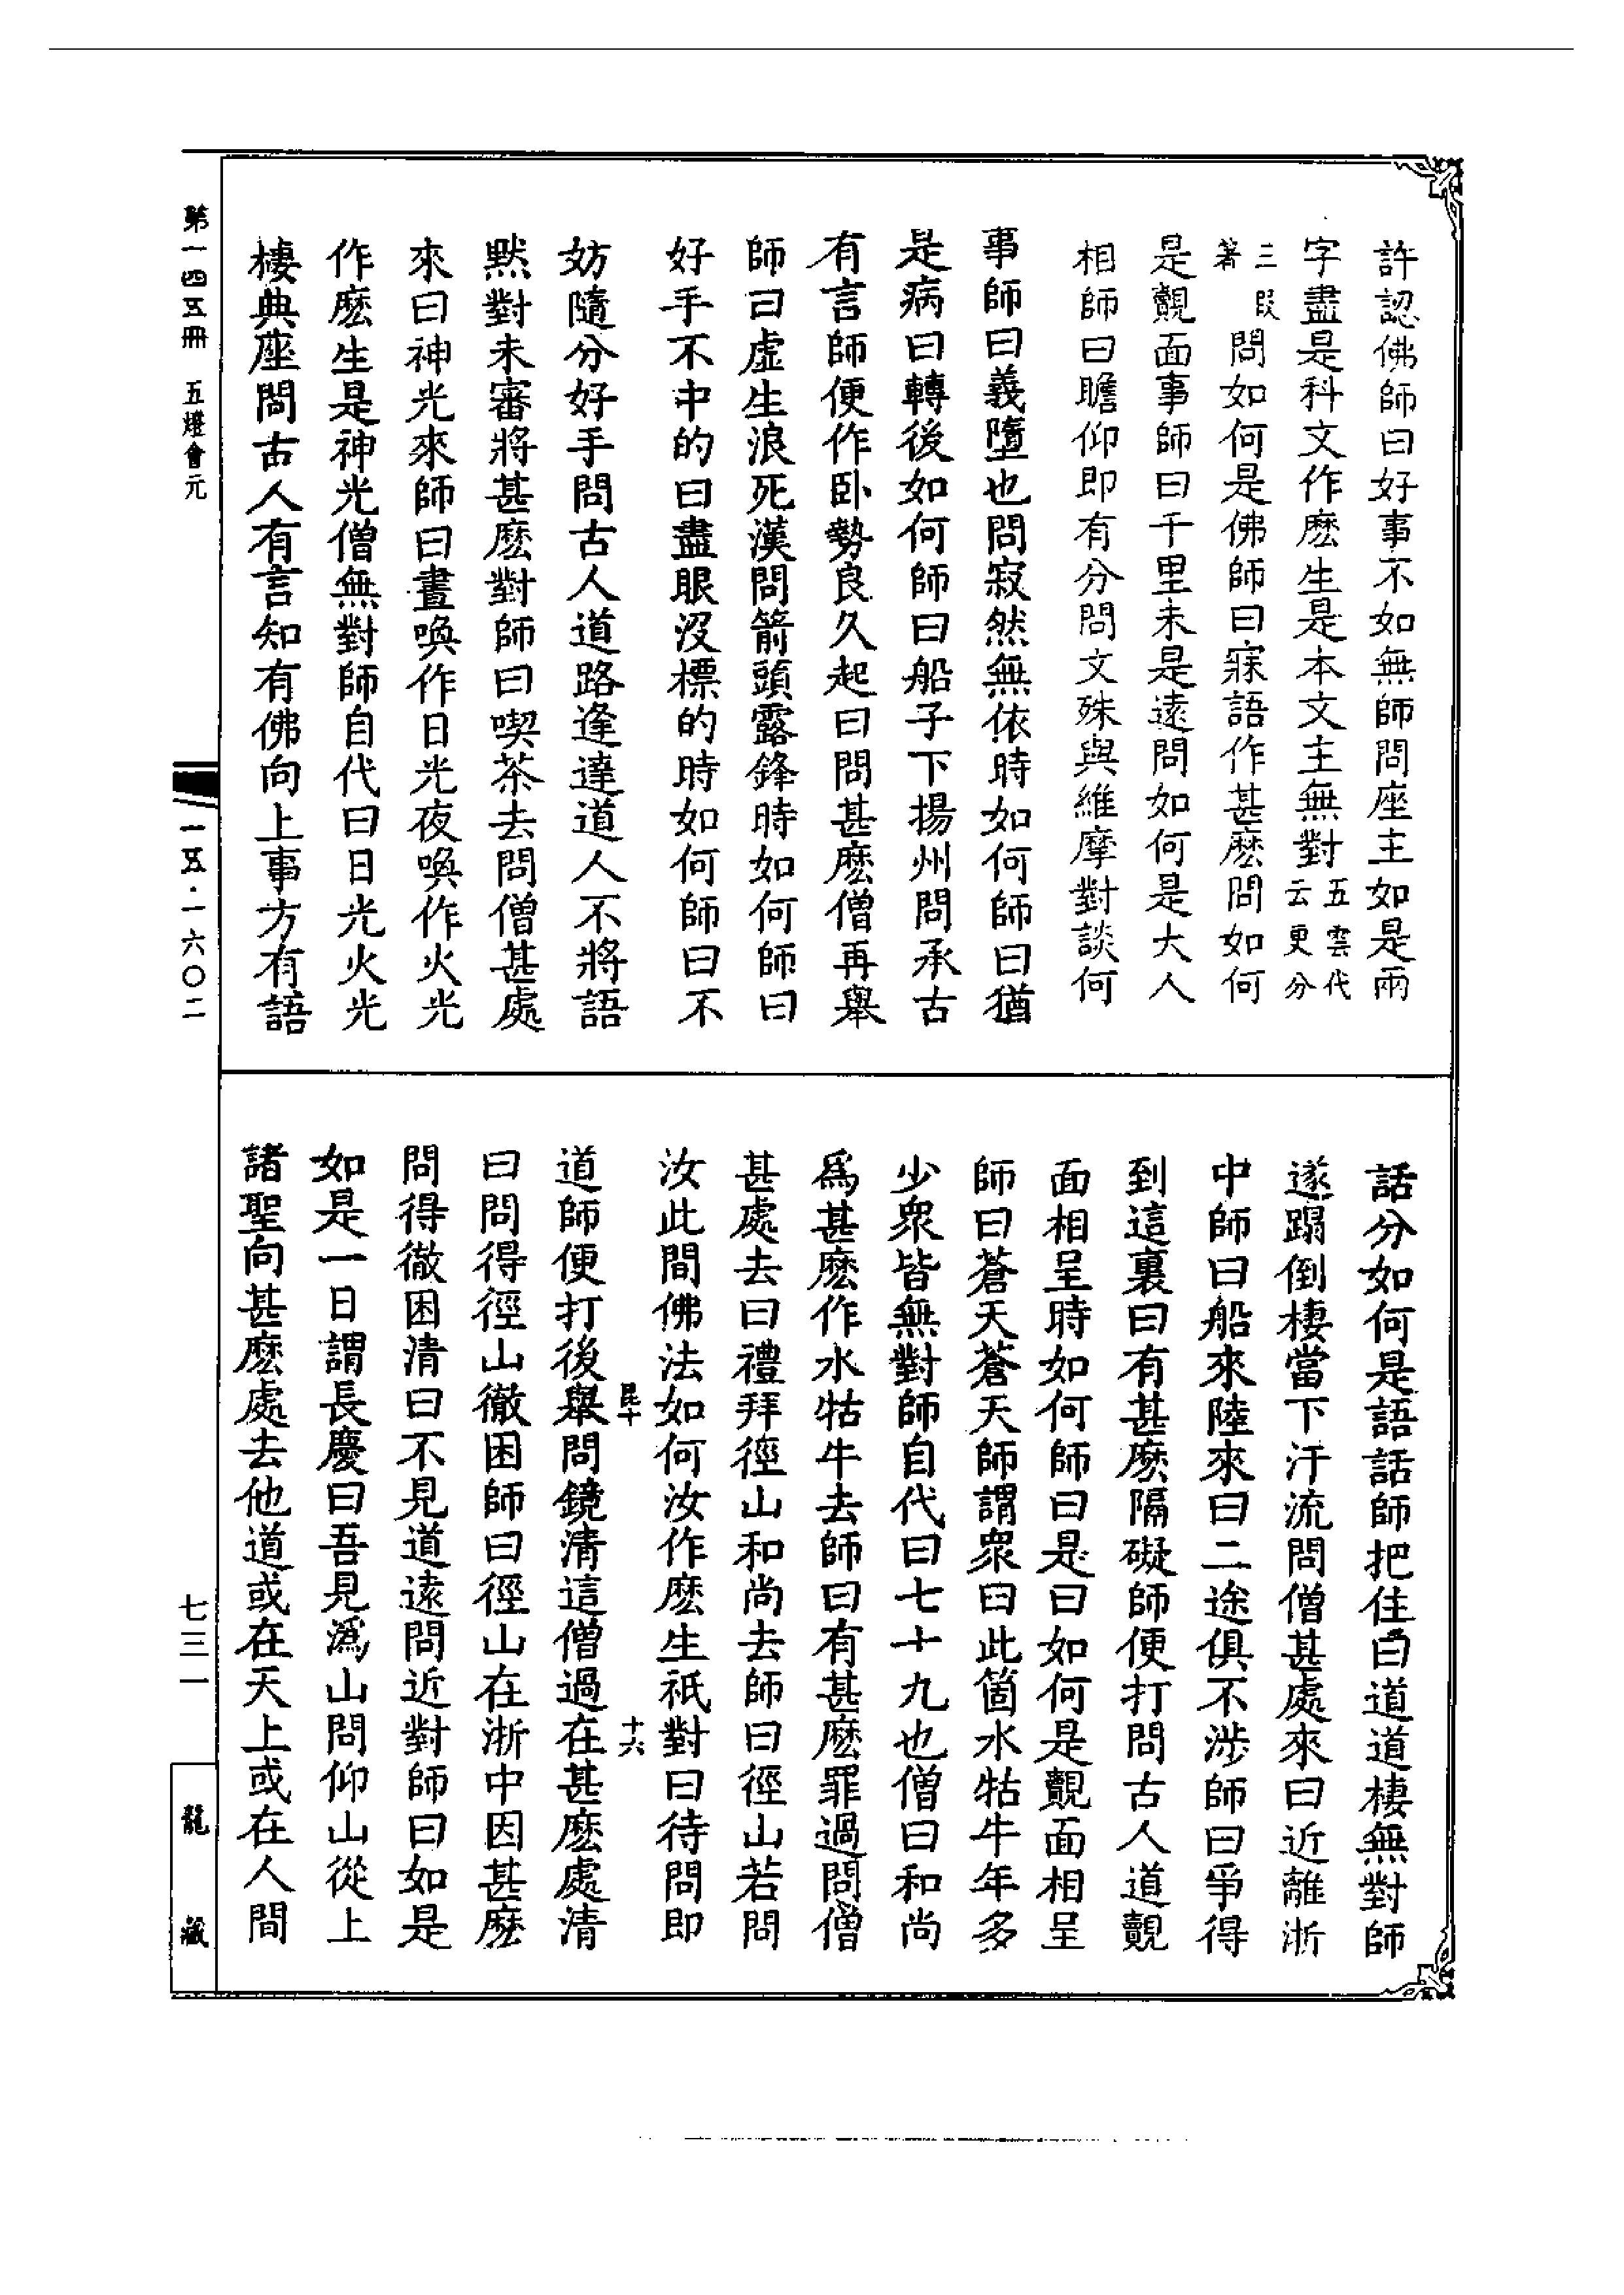 許認佛師曰好事不如無師問座主如是兩
字盡是科文作麽生是本文主無對五雲代
云更分
三段
著問如何是佛師曰寐語作甚麽問如何
是覿面事師曰千里未是遠問如何是大人
相師曰瞻仰即有分問文殊與維摩對談何
事師曰義墮也問寂然無依時如何師曰猶
是病曰轉後如何師曰船子下揚州問承古
有言師便作卧勢良久起曰問甚麽僧再舉
師曰虛生浪死漢問箭頭露鋒時如何師曰
好手不中的曰盡眼沒標的時如何師曰不
妨隨分好手問古人道路逢達道人不將語
黙對未審將甚麽對師曰喫茶去問僧甚處
來曰神光來師曰晝喚作日光夜喚作火光
作麽生是神光僧無對師自代曰日光火光
棲典座問古人有言知有佛向上事方有語
話分如何是語話師把住曰道道棲無對師
遂蹋倒棲當下汗流問僧甚處來曰近離浙
中師曰船來陸來曰二途俱不涉師曰爭得
到這裏曰有甚麽隔礙師便打問古人道覿
面相呈時如何師曰是曰如何是覿面相呈
師曰蒼天蒼天師謂眾曰此箇水牯牛年多
少眾皆無對師自代曰七十九也僧曰和尚
爲甚麽作水牯牛去師曰有甚麽罪過問僧
甚處去曰禮拜徑山和尚去師曰徑山若問
汝此間佛法如何汝作麽生祇對曰待問即
昆十
十六
道師便打後舉問鏡清這僧過在甚麽處清
曰問得徑山徹困師曰徑山在浙中因甚麽
問得徹困清曰不見道遠問近對師曰如是
如是一日謂長慶曰吾見溈山問仰山從上
諸聖向甚麽處去他道或在天上或在人間
第一四五冊 五燈會元
一五·一六〇二
七三一
龍藏